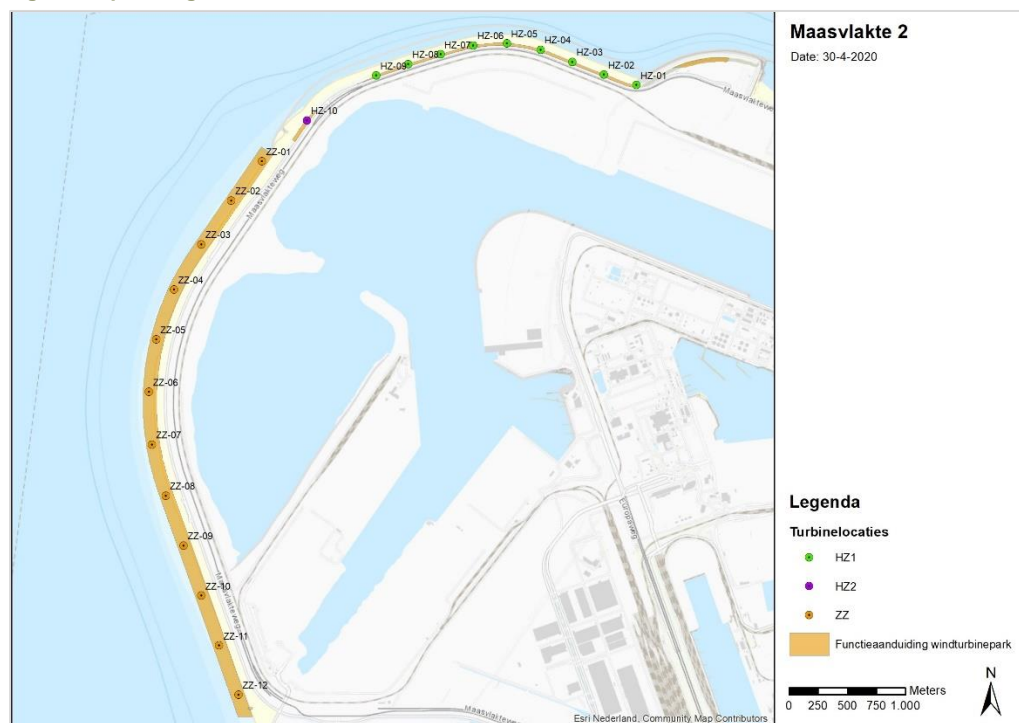 Maasvlakte 2
Date: 30-4-2020
HZ-07
HZ-06
HZ-05
HZ-04
HZ-08
HZ-03
HZ-09
HZ-02
HZ-01
Maasvlakteweg
HZ-10
ZZ-01
Maasvlakteweg
ZZ-02
ZZ-03
ZZ-04
ZZ-05
ZZ-06
ZZ-07
ZZ-08
Europaweg
ZZ-09
Maasvlakteweg
ZZ-10
ZZ-11
ZZ-12
Maasvlakteweg
Esri Nederland, Community Map Contributors
Legenda
Turbinelocaties
HZ1
HZ2
ZZ
Functieaanduiding windturbinepark
N
Meters
0 250 500 750 1.000